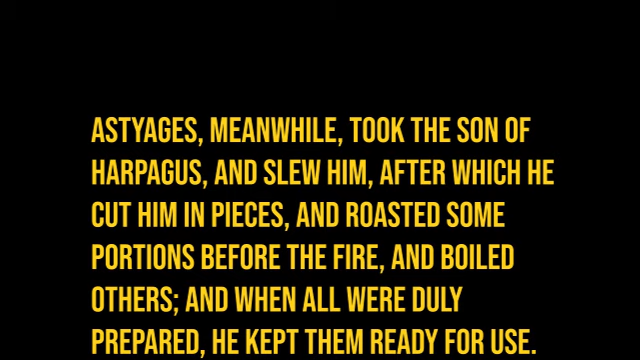 ASTYAGES, MEANWHILE, TOOK THE SON OF
HARPAGUS, AND SLEW HIM, AFTER WHICH HE
CUT HIM IN PIECES, AND ROASTED SOME
PORTIONS BEFORE THE FIRE, AND BOILED
OTHERS; AND WHEN ALL WERE DULY
PREPARED, HE KEPT THEM READY FOR USE.